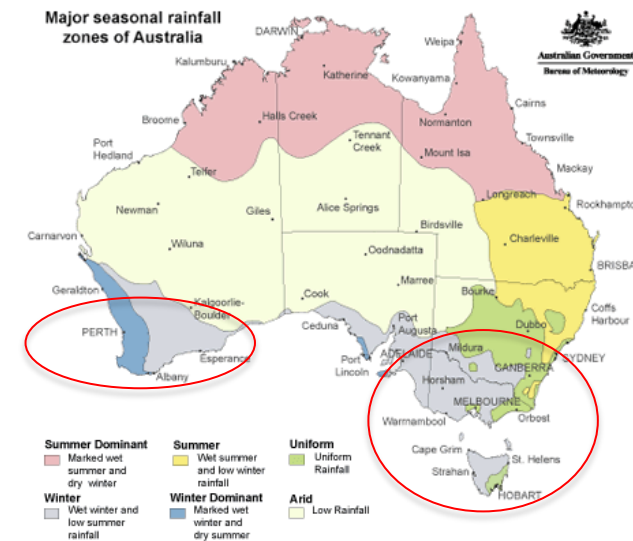 Major seasonal rainfall
zones of Australia
Australian Government
Bureau of Meteorology
DARWIN
Weipa
Kalumburu
Katherine
Kowanyama
Cairns
Broome
Halls Creek
Normanton
Townsville
Port
Hedland
Tennant
Creek
Mount Isa
Mackay
Telfer
Longreach
Rockhampto
Newman
Giles
Alice Springs
Birdsville
Carnarvon
Wiluna
Charleville
Oodnadatta
BRISBA
Geraldton
Marree
Bourke
Cook
Coffs
Harbour
Kalgoorlie-
Boulder
Ceduna
Port
Augusta
Dubbo
PERTH
Esperance
Port
Lincoln
ADELAIDE
Mildura
SYDNEY
CANBERRA
Albany
Horsham
MELBOURNE
Warrnambool
Orbost
Cape Grim
St. Helens
Strahan
HOBART
Summer Dominant
Marked wet
summer and
dry winter
Summer
Wet summer
and low winter
rainfall
Uniform
Uniform
Rainfall
Winter
Wet winter and
low summer
rainfall
Winter Dominant
Marked wet
winter and
dry summer
Arid
Low Rainfall